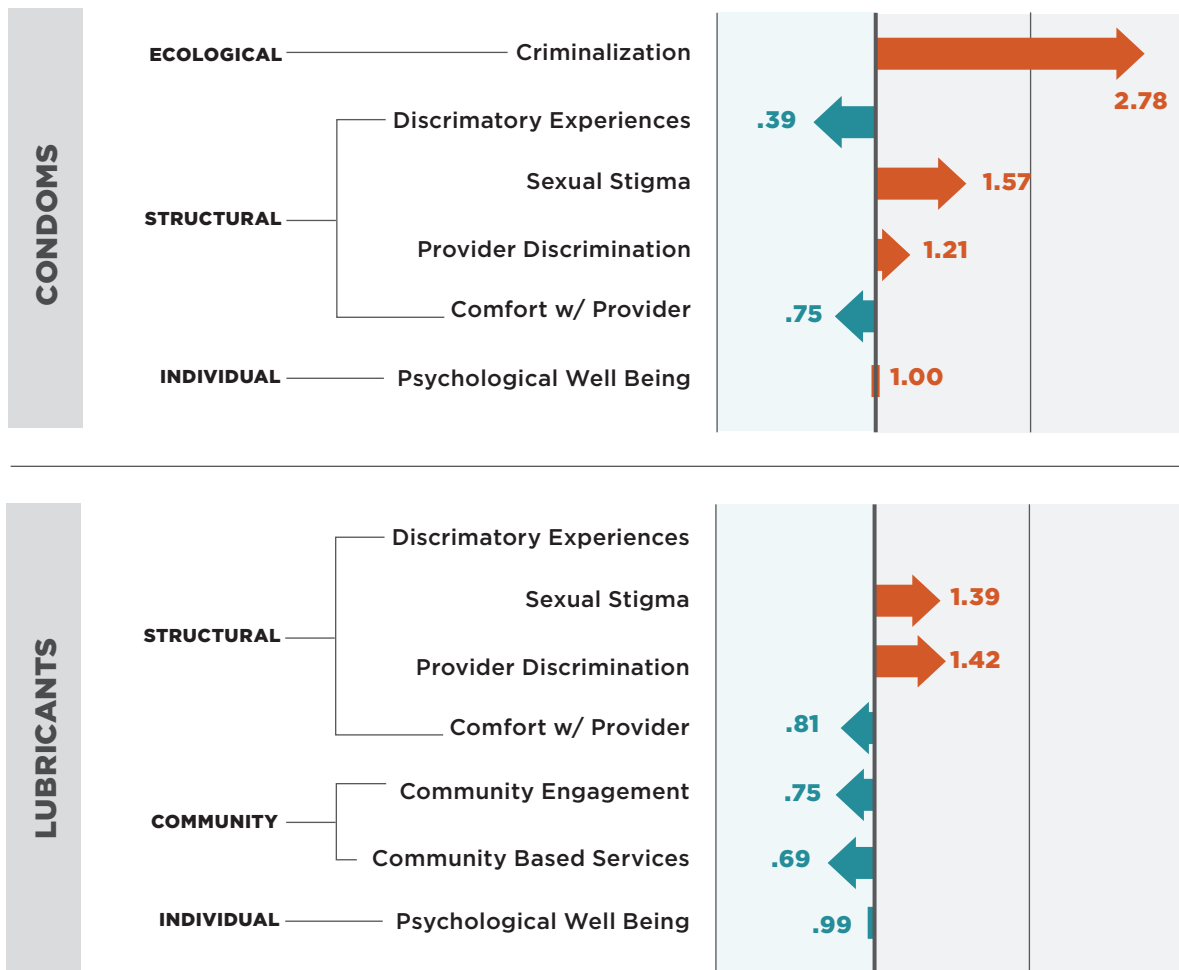 CONDOMS
ECOLOGICAL
Criminalization
2.78
Discrimatory Experiences
.39
Sexual Stigma
1.57
STRUCTURAL
Provider Discrimination
1.21
Comfort w/ Provider
.75
INDIVIDUAL
Psychological Well Being
1.00
LUBRICANTS
Discrimatory Experiences
Sexual Stigma
1.39
STRUCTURAL
Provider Discrimination
1.42
Comfort w/ Provider
.81
Community Engagement
.75
COMMUNITY
Community Based Services
.69
INDIVIDUAL
Psychological Well Being
.99